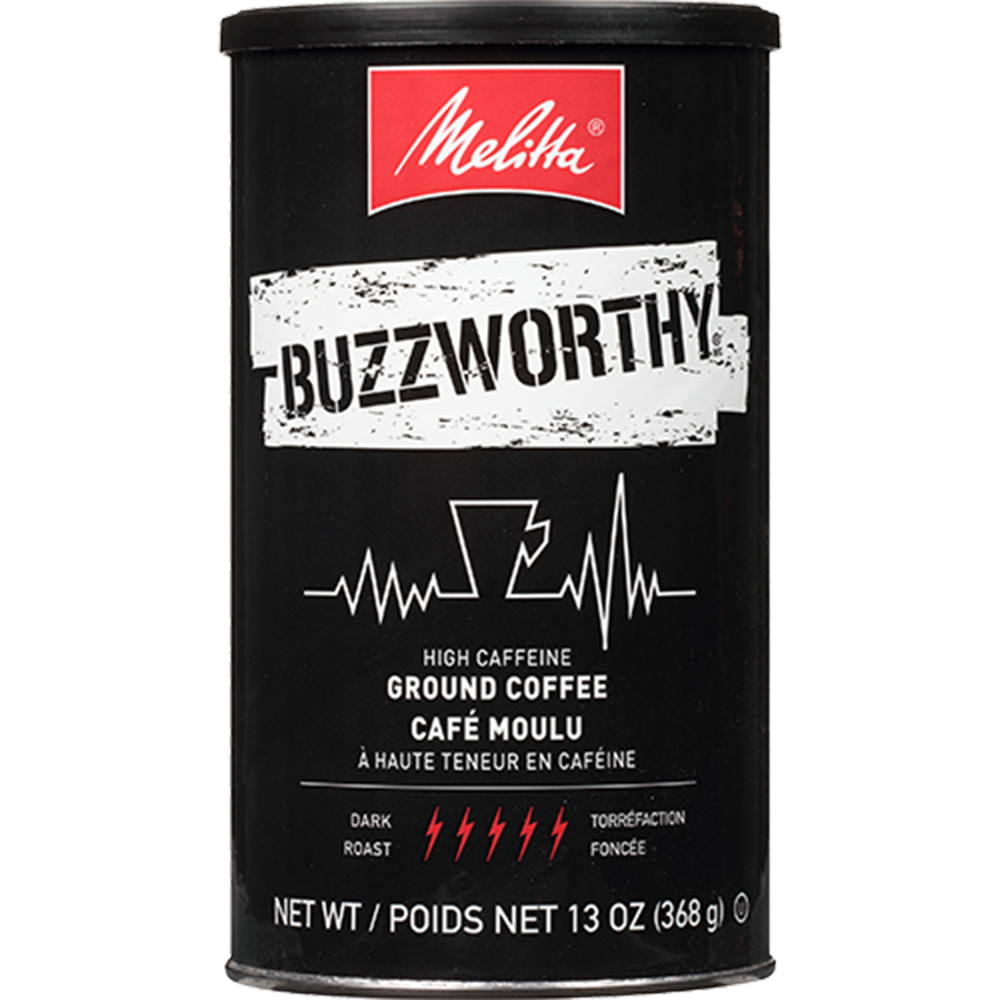 Melitta®
BUZZWORTHY
HIGH CAFFEINE
GROUND COFFEE
CAFÉ MOULU
À HAUTE TENEUR EN CAFÉINE
DARK
ROAST
TORRÉFACTION
FONCÉE
NET WT / POIDS NET 13 OZ (368 g) Ⓤ